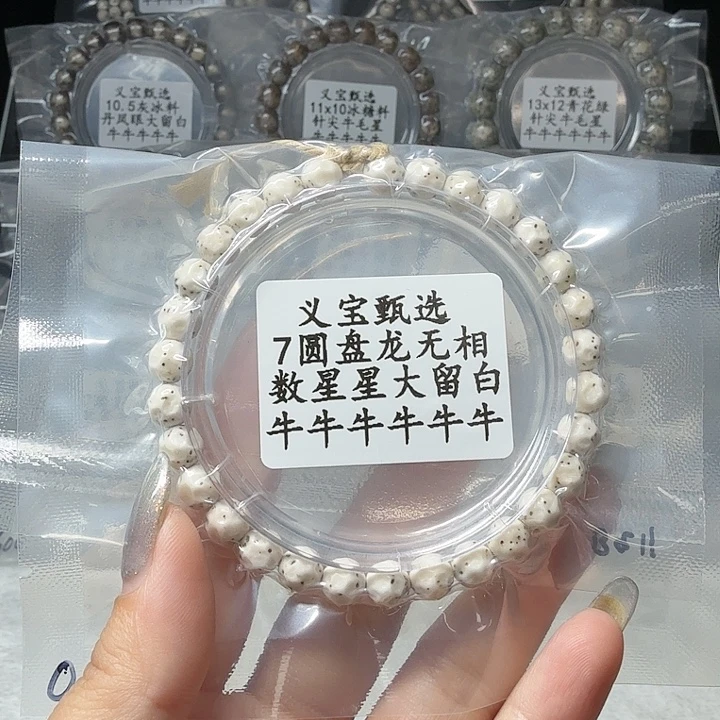 义宝甄选
10.5灰冰料
丹凤眼大留白
牛牛牛牛牛
义宝甄选
11x10冰糖料
针尖牛毛星
牛牛牛牛牛
义宝甄选
13x12青花绿
针尖牛毛星
牛牛牛牛牛
义宝甄选
7圆盘龙无相
数星星大留白
牛牛牛牛牛牛